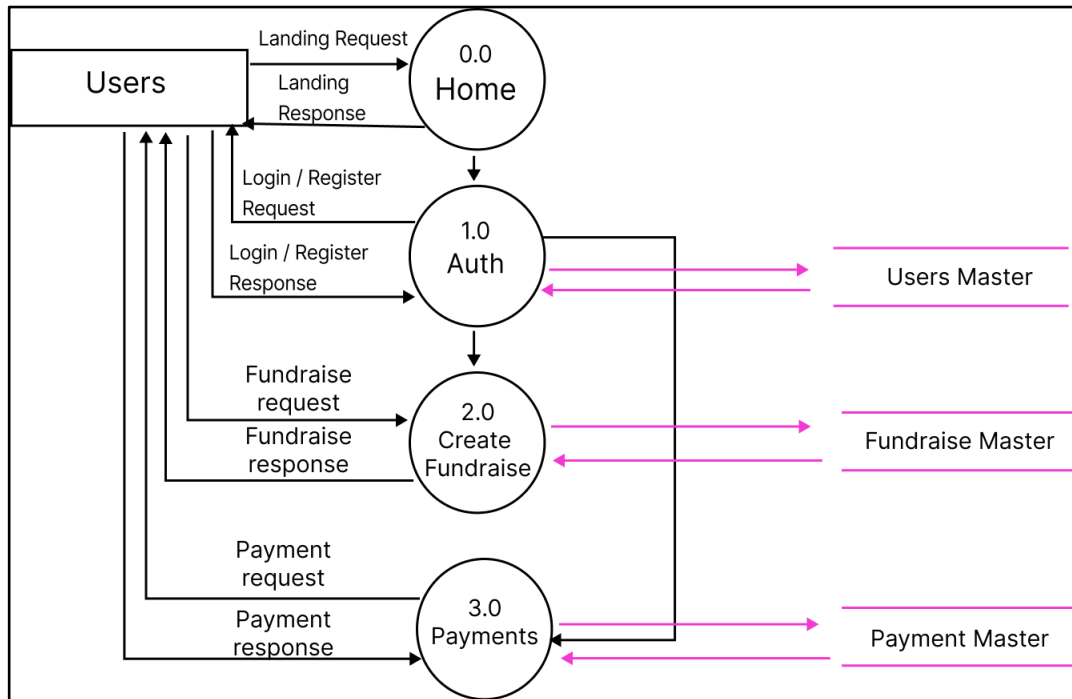 Users
Landing Request
Landing
Response
0.0
Home
Login / Register
Request
Login / Register
Response
1.0
Auth
Users Master
Fundraise
request
Fundraise
response
2.0
Create
Fundraise
Fundraise Master
Payment
request
Payment
response
3.0
Payments
Payment Master